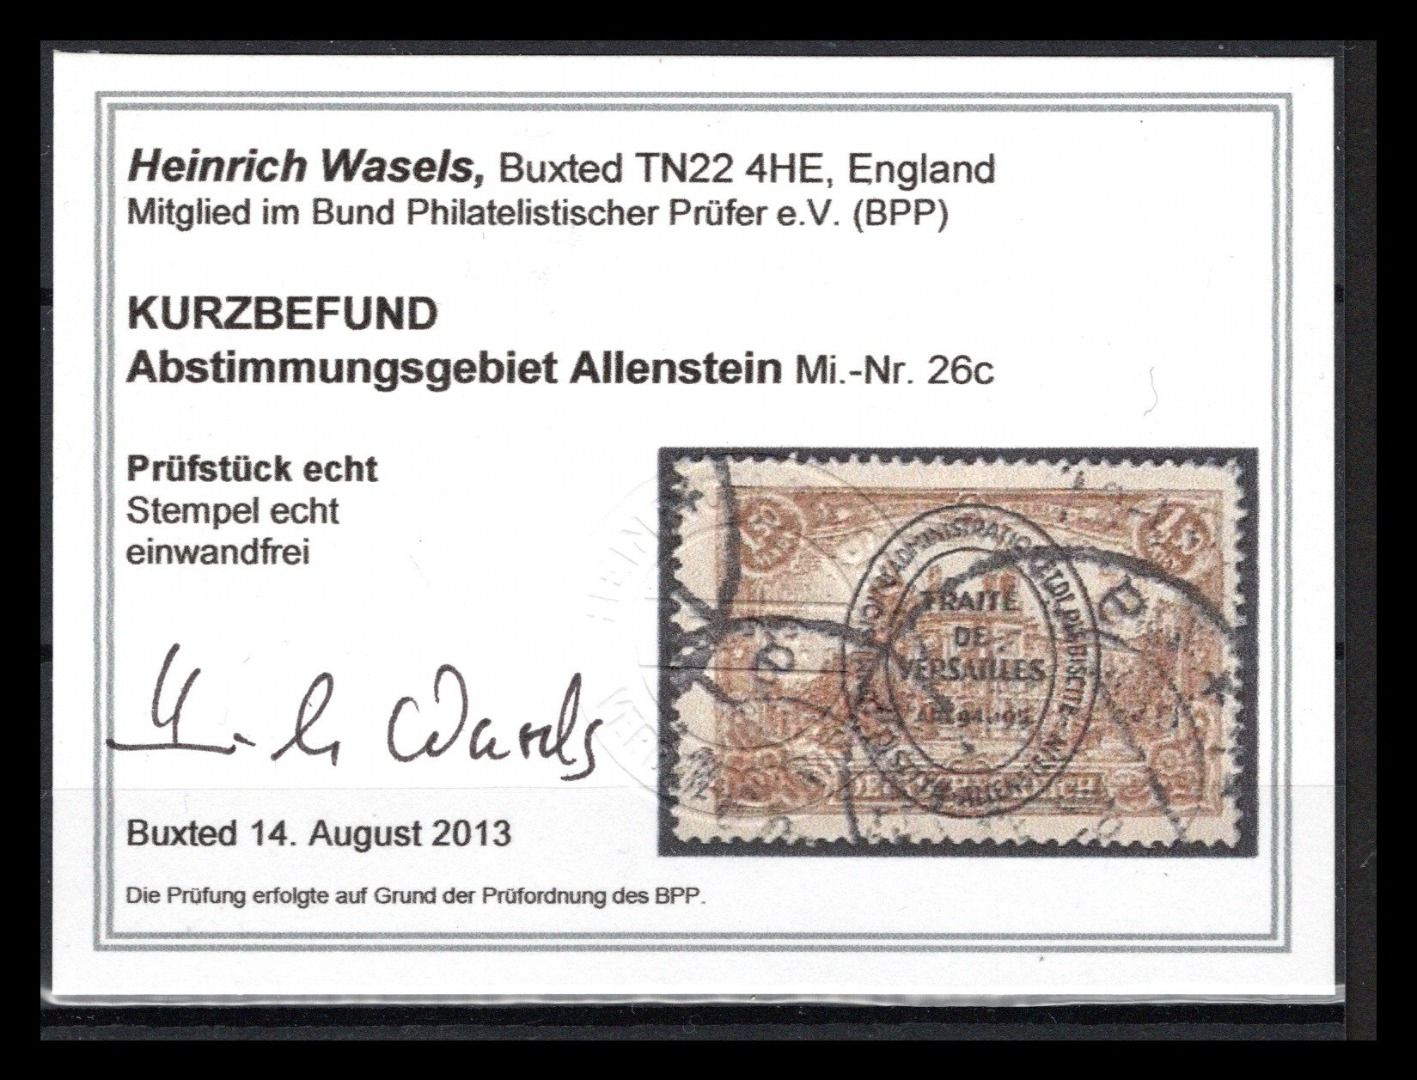 Heinrich Wasels, Buxted TN22 4HE, England
Mitglied im Bund Philatelistischer Prüfer e.V. (BPP)
KURZBEFUND
Abstimmungsgebiet Allenstein Mi.-Nr. 26c
Prüfstück echt
Stempel echt
einwandfrei
TRAITÉ
DE
VERSAILLES
H. Wasels
Buxted 14. August 2013
Die Prüfung erfolgte auf Grund der Prüfordnung des BPP.